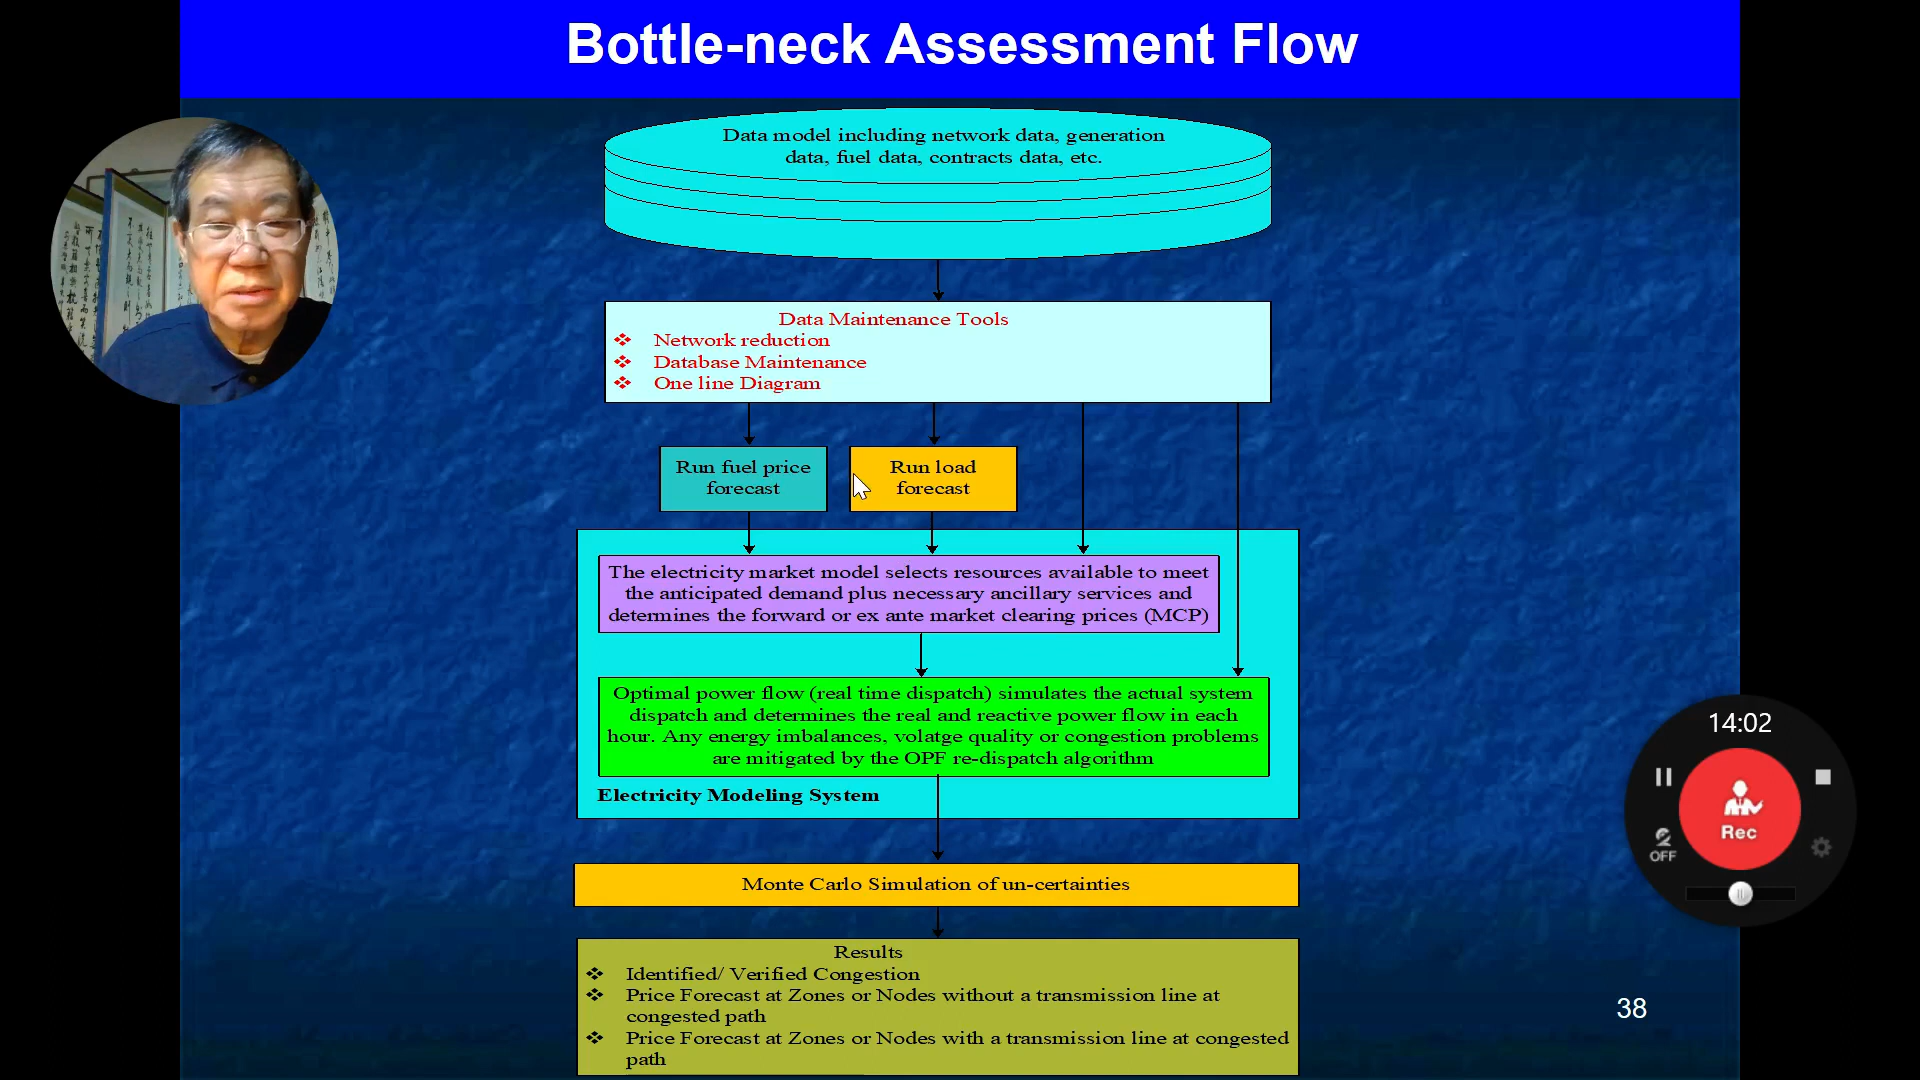 Bottle-neck Assessment Flow
Data model including network data, generation
data, fuel data, contracts data, etc.
Data Maintenance Tools
❖ Network reduction
❖ Database Maintenance
❖ One line Diagram
Run fuel price
forecast
Run load
forecast
The electricity market model selects resources available to meet
the anticipated demand plus necessary ancillary services and
determines the forward or ex ante market clearing prices (MCP)
Optimal power flow (real time dispatch) simulates the actual system
dispatch and determines the real and reactive power flow in each
hour. Any energy imbalances, volatge quality or congestion problems
are mitigated by the OPF re-dispatch algorithm
Electricity Modeling System
14:02
Rec
OFF
Monte Carlo Simulation of un-certainties
Results
❖ Identified/ Verified Congestion
❖ Price Forecast at Zones or Nodes without a transmission line at
congested path
❖ Price Forecast at Zones or Nodes with a transmission line at congested
path
38